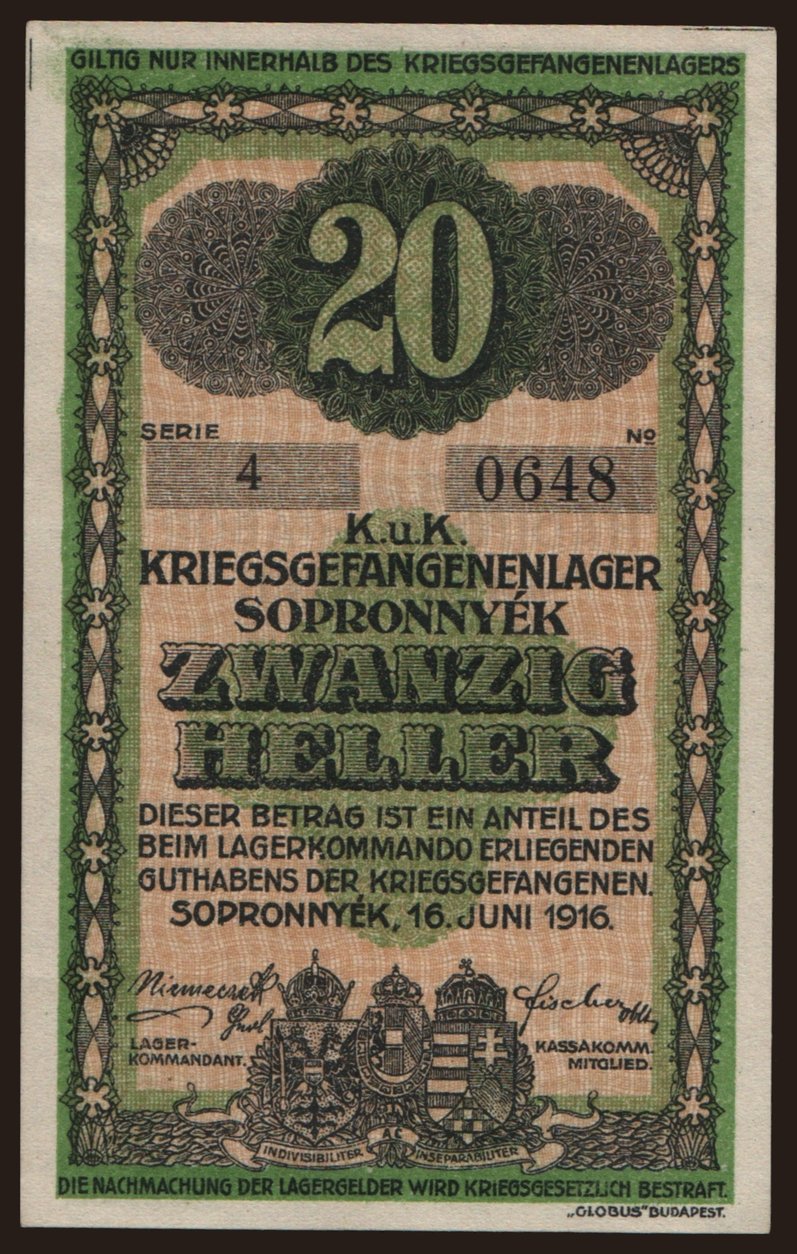 GILTIG NUR INNERHALB DES KRIEGSGEFANGENENLAGERS
20
SERIE No
4 0648
K.u.K.
KRIEGSGEFANGENENLAGER
SOPRONNYÉK
ZWANZIG
HELLER
DIESER BETRAG IST EIN ANTEIL DES
BEIM LAGERKOMMANDO ERLIEGENDEN
GUTHABENS DER KRIEGSGEFANGENEN.
SOPRONNYÉK, 16. JUNI 1916.
Fischer
LAGER-
KOMMANDANT.
KASSAKOMM.
MITGLIED.
INDIVISIBILITER AC INSEPARABILITER
DIE NACHMACHUNG DER LAGERGELDER WIRD KRIEGSGESETZLICH BESTRAFT.
„GLOBUS" BUDAPEST.